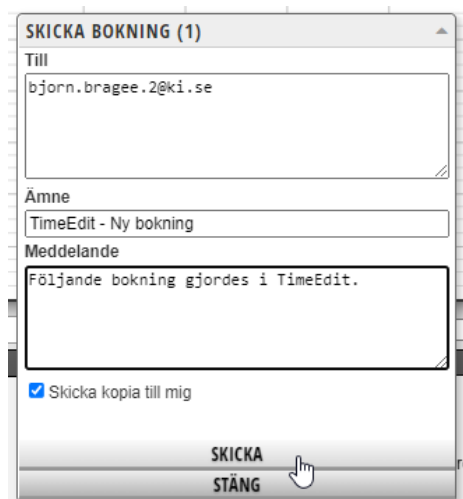 SKICKA BOKNING (1)
Till
bjorn.bragee.2@ki.se
Ämne
TimeEdit - Ny bokning
Meddelande
Följande bokning gjordes i TimeEdit.
Skicka kopia till mig
SKICKA
STÄNG